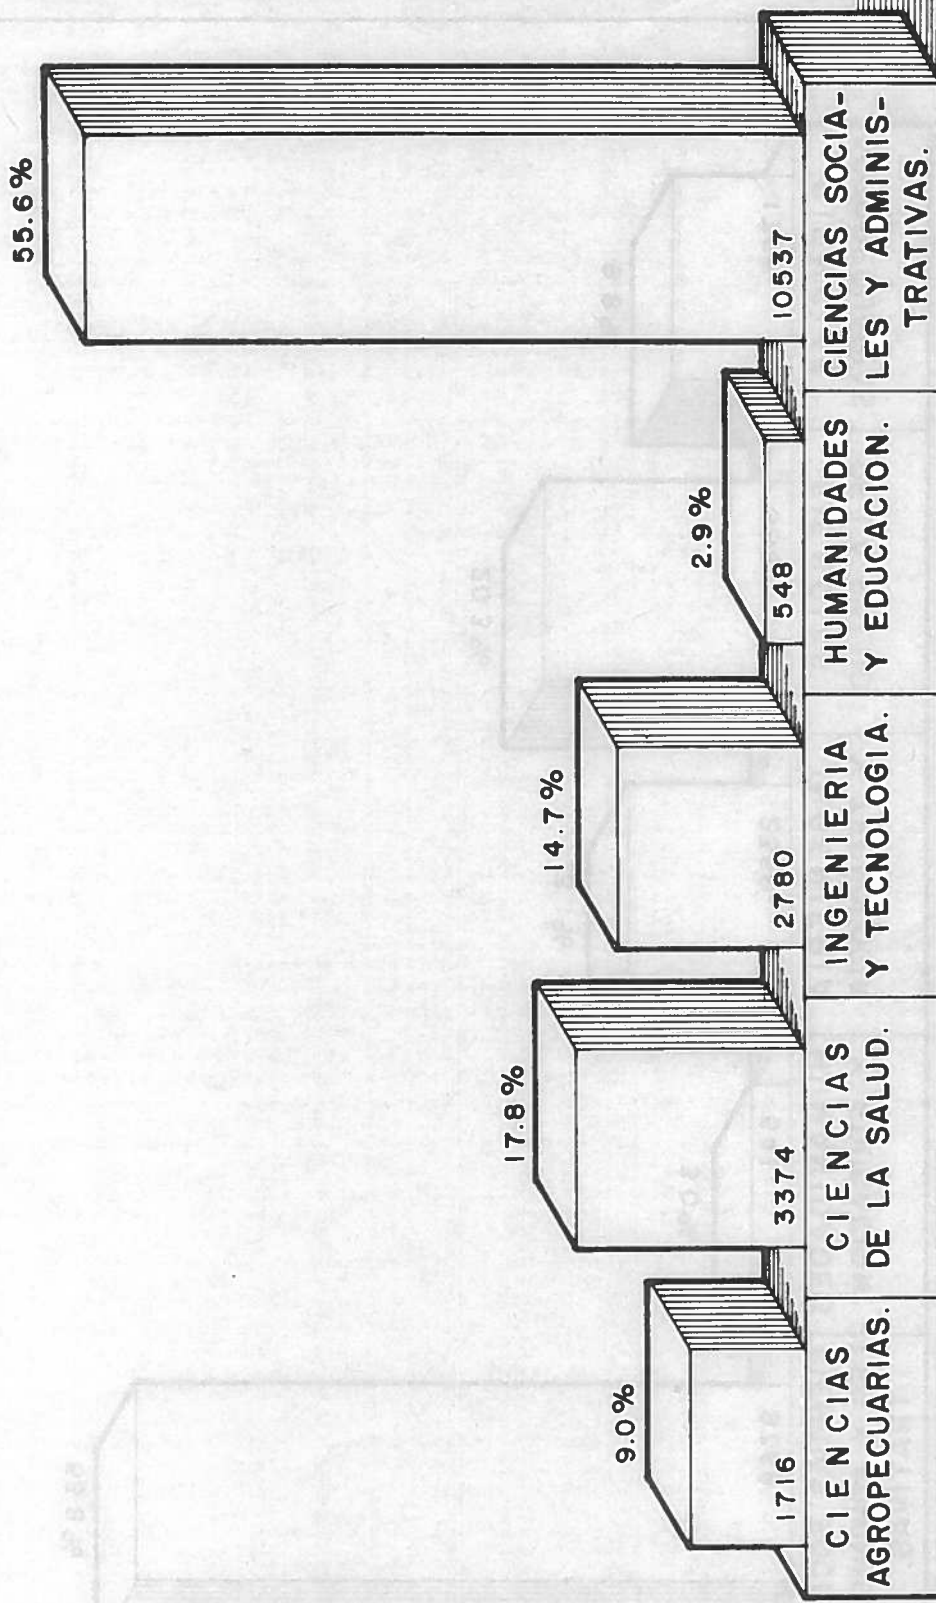 9.0%
17.8%
14.7%
2.9%
55.6%
1716
3374
2780
548
10537
CIENCIAS
AGROPECUARIAS.
CIENCIAS
DE LA SALUD.
INGENIERIA
Y TECNOLOGIA.
HUMANIDADES
Y EDUCACION.
CIENCIAS SOCIA-
LES Y ADMINIS-
TRATIVAS.